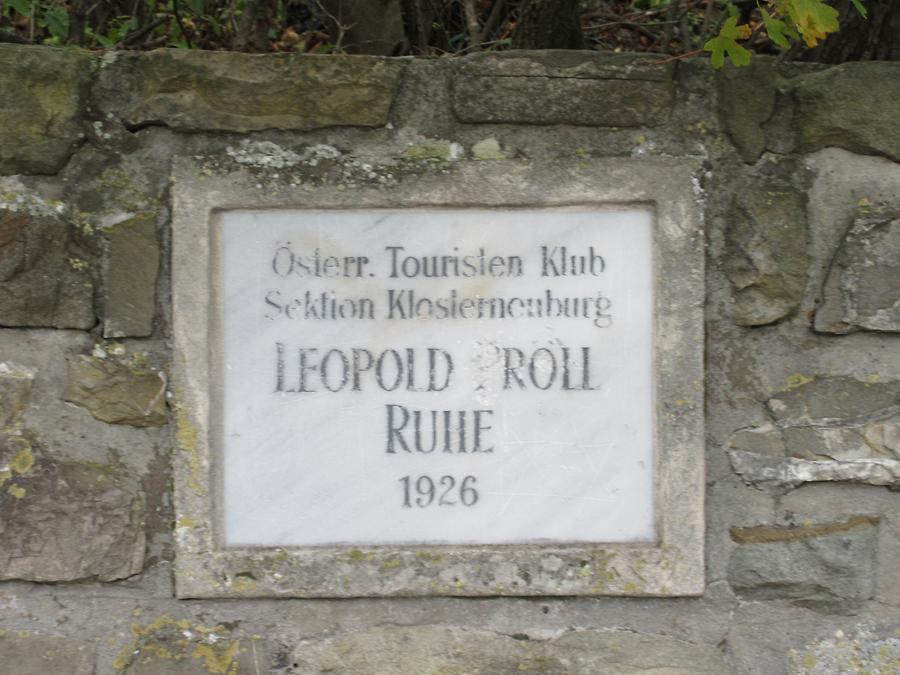 Österr. Touristen Klub
Sektion Klosterneuburg
LEOPOLD PRÖLL
RUHE
1926